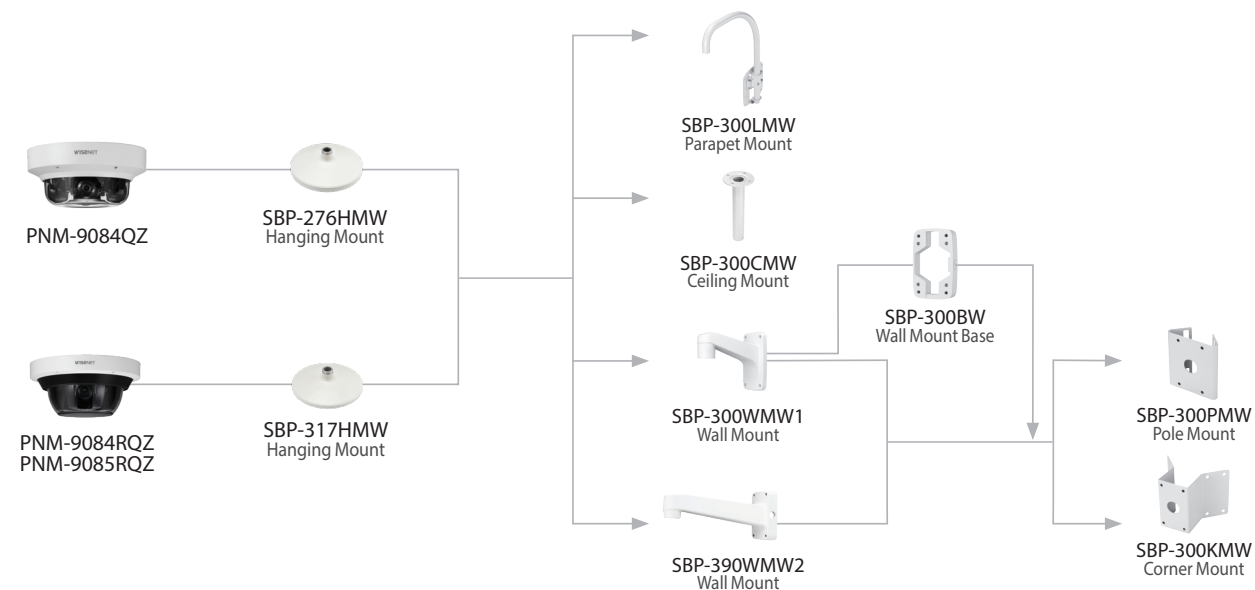 WISENET
PNM-9084QZ
SBP-276HMW
Hanging Mount
WISENET
PNM-9084RQZ
PNM-9085RQZ
SBP-317HMW
Hanging Mount
SBP-300LMW
Parapet Mount
SBP-300CMW
Ceiling Mount
SBP-300BW
Wall Mount Base
SBP-300WMW1
Wall Mount
SBP-390WMW2
Wall Mount
SBP-300PMW
Pole Mount
SBP-300KMW
Corner Mount